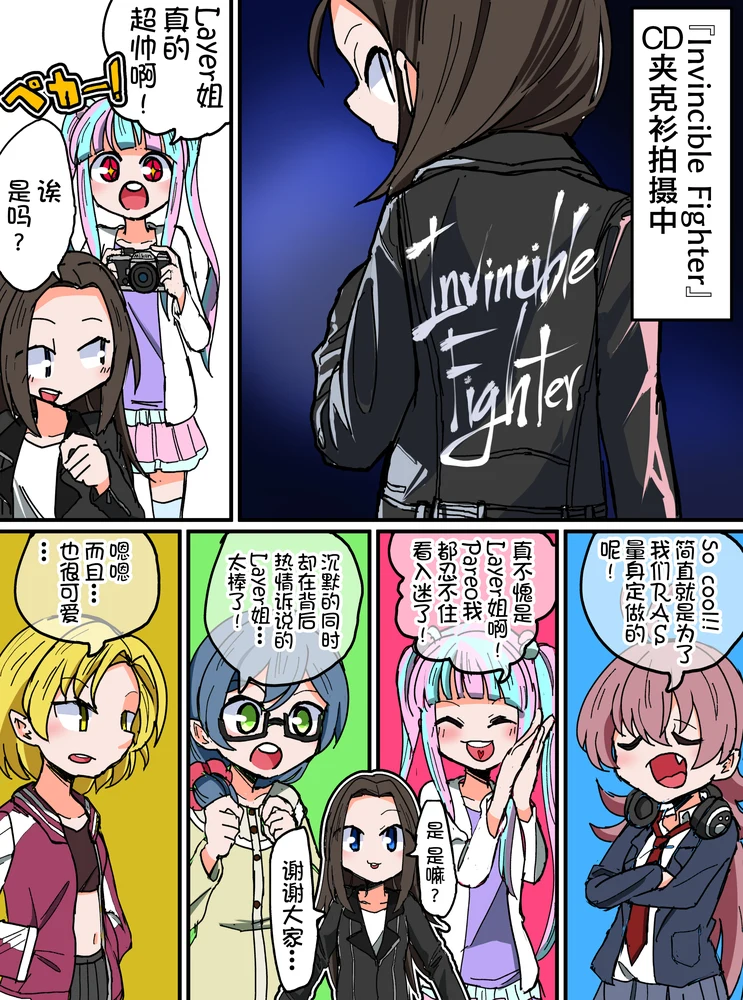 『Invincible Fighter』
CD夹克衫拍摄中
Invincible
Fighter
Layer姐
真的
超帅啊！
ペカー！
诶
是吗？
So cool!!!
简直就是为了
我们RAS
量身定做的
呢！
真不愧是
Layer姐啊！
Pareo我
都忍不住
看入迷了！
是 是嘛？
沉默的同时
却在背后
热情诉说的
Layer姐…
太棒了！
谢谢大家…
嗯嗯
而且…
也很可爱
…